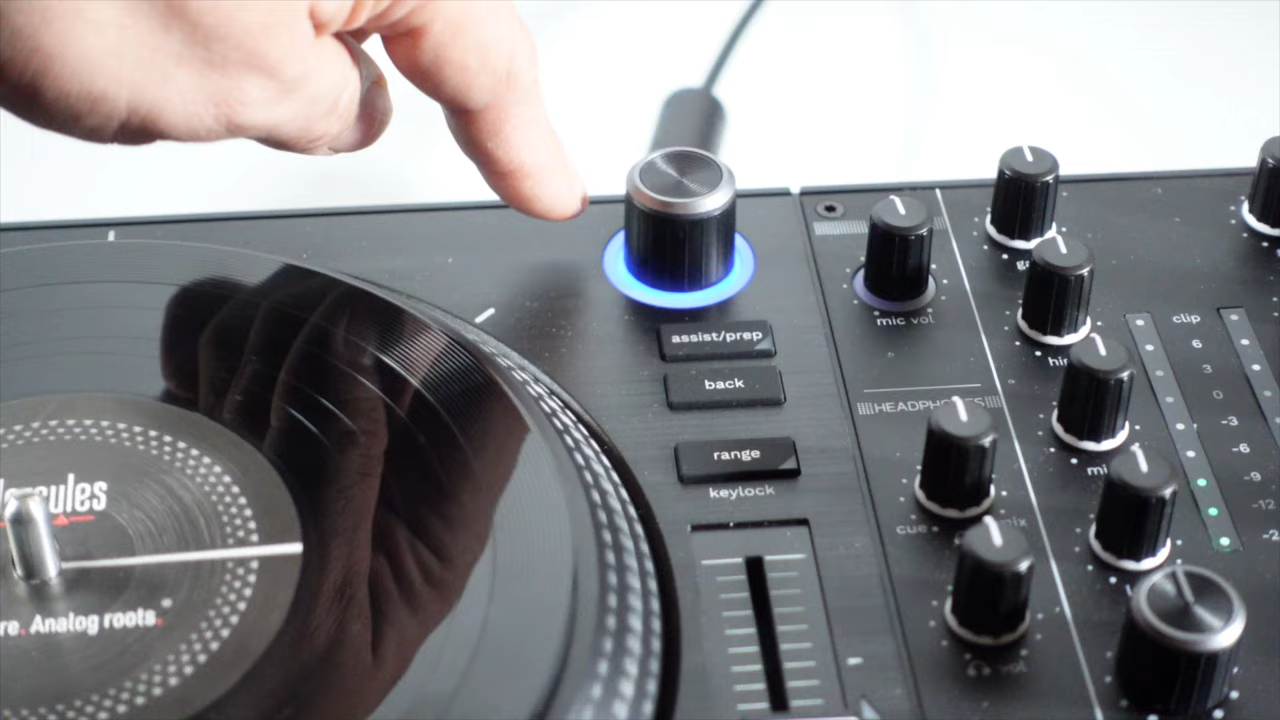 mic vol
clip
6
3
0
-3
-6
-9
-12
assist/prep
back
HEADPHONES
range
keylock
cue
vol
Analog roots.